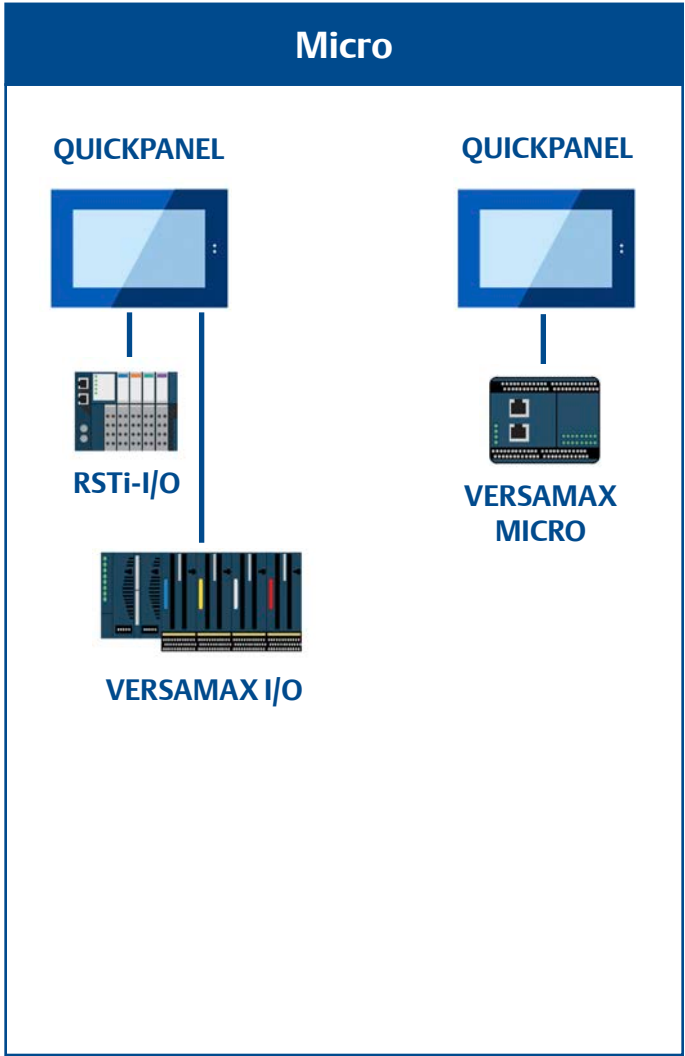 Micro
QUICKPANEL
RSTi-I/O
VERSAMAX I/O
QUICKPANEL
VERSAMAX
MICRO